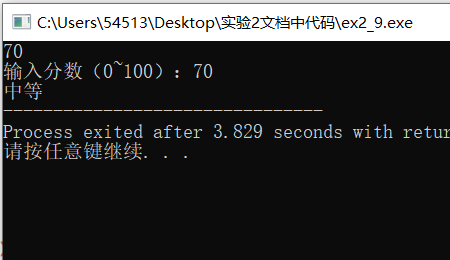 C:\Users\54513\Desktop\实验2文档中代码\ex2_9.exe
70
输入分数（0~100）：70
中等
--------------------------------
Process exited after 3.829 seconds with
请按任意键继续. . .